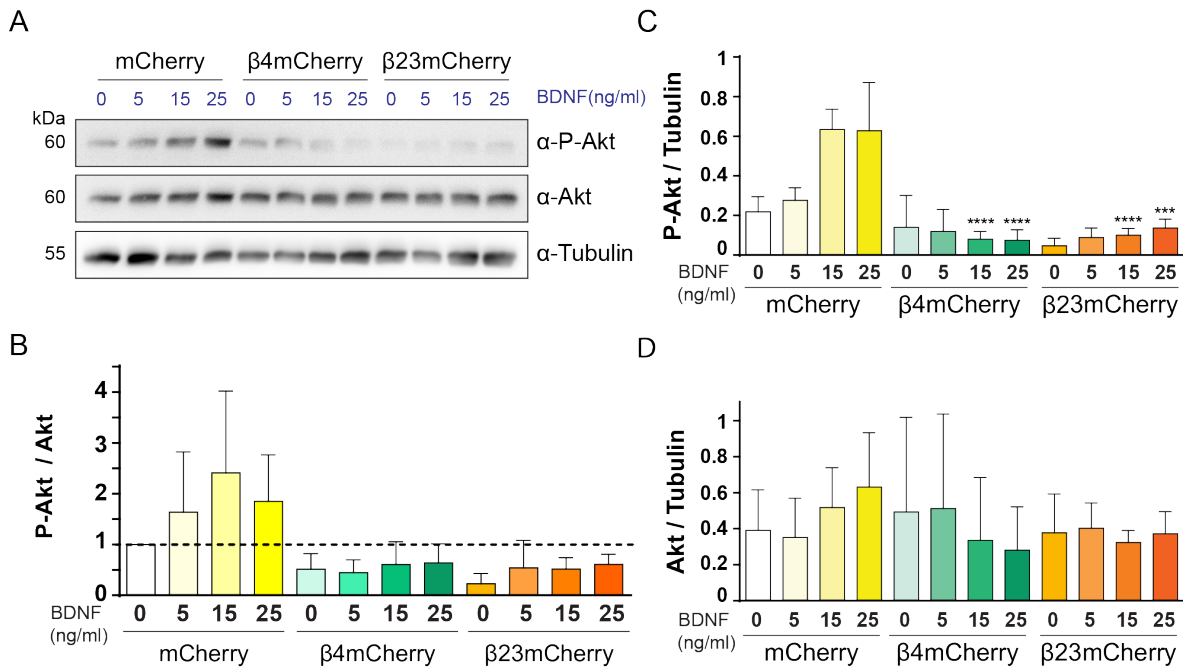 A
mCherry β4mCherry β23mCherry
0 5 15 25 0 5 15 25 0 5 15 25 BDNF(ng/ml)
kDa
60 α-P-Akt
60 α-Akt
55 α-Tubulin
B
P-Akt / Akt
4
3
2
1
0
BDNF 0 5 15 25 0 5 15 25 0 5 15 25
(ng/ml)
mCherry β4mCherry β23mCherry
C
P-Akt / Tubulin
1
0.8
0.6
0.4
0.2
0
**** **** **** ***
BDNF 0 5 15 25 0 5 15 25 0 5 15 25
(ng/ml)
mCherry β4mCherry β23mCherry
D
Akt / Tubulin
1
0.8
0.6
0.4
0.2
0
BDNF 0 5 15 25 0 5 15 25 0 5 15 25
(ng/ml)
mCherry β4mCherry β23mCherry